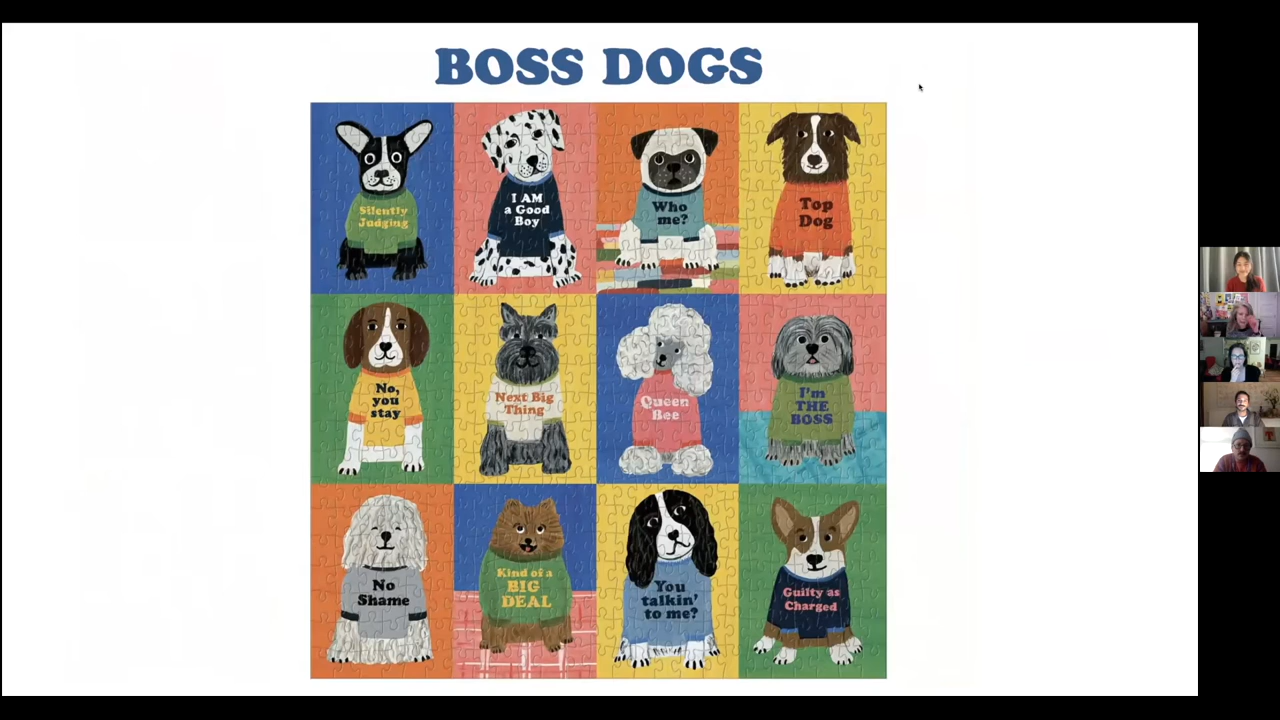 BOSS DOGS
Silently
Judging
I AM
a Good
Boy
Who
me?
Top
Dog
No,
you
stay
Next Big
Thing
Queen
Bee
I'm
THE
BOSS
No
Shame
Kind of a
BIG
DEAL
You
talkin'
to me?
Guilty as
Charged